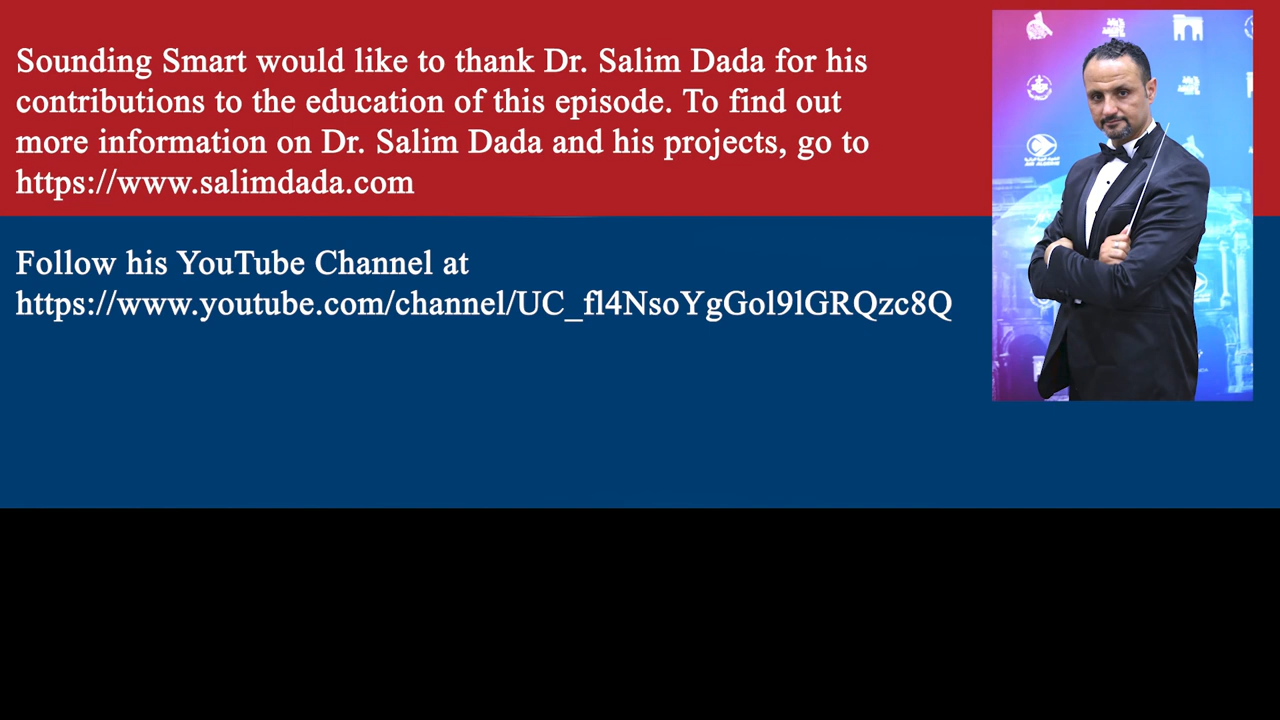 Sounding Smart would like to thank Dr. Salim Dada for his
contributions to the education of this episode. To find out
more information on Dr. Salim Dada and his projects, go to
https://www.salimdada.com
Follow his YouTube Channel at
https://www.youtube.com/channel/UC_fl4NsoYgGol9lGRQzc8Q